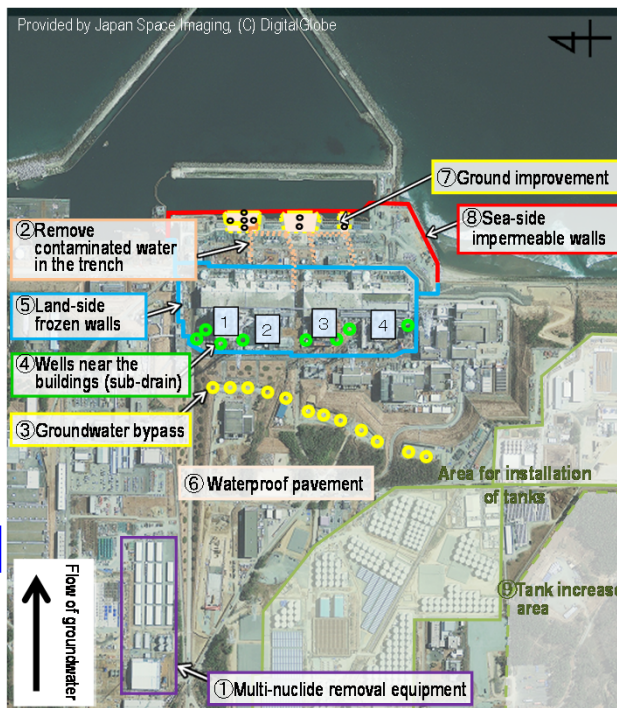 Provided by Japan Space Imaging, (C) DigitalGlobe
⑦Ground improvement
②Remove
contaminated water
in the trench
⑧Sea-side
impermeable walls
⑤Land-side
frozen walls
1
2
3
4
④Wells near the
buildings (sub-drain)
③Groundwater bypass
⑥ Waterproof pavement
Area for installation
of tanks
⑨Tank increase
area
Flow of groundwater
①Multi-nuclide removal equipment